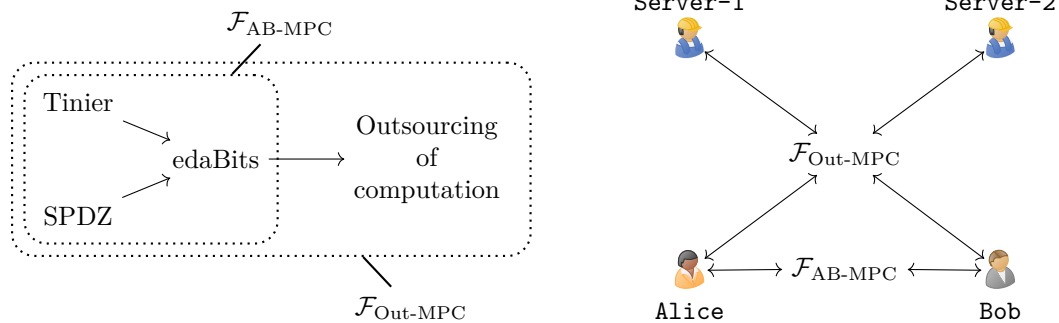 F_AB-MPC
Tinier
edaBits
SPDZ
Outsourcing
of
computation
F_Out-MPC
Server-1
Server-2
F_Out-MPC
F_AB-MPC
Alice
Bob